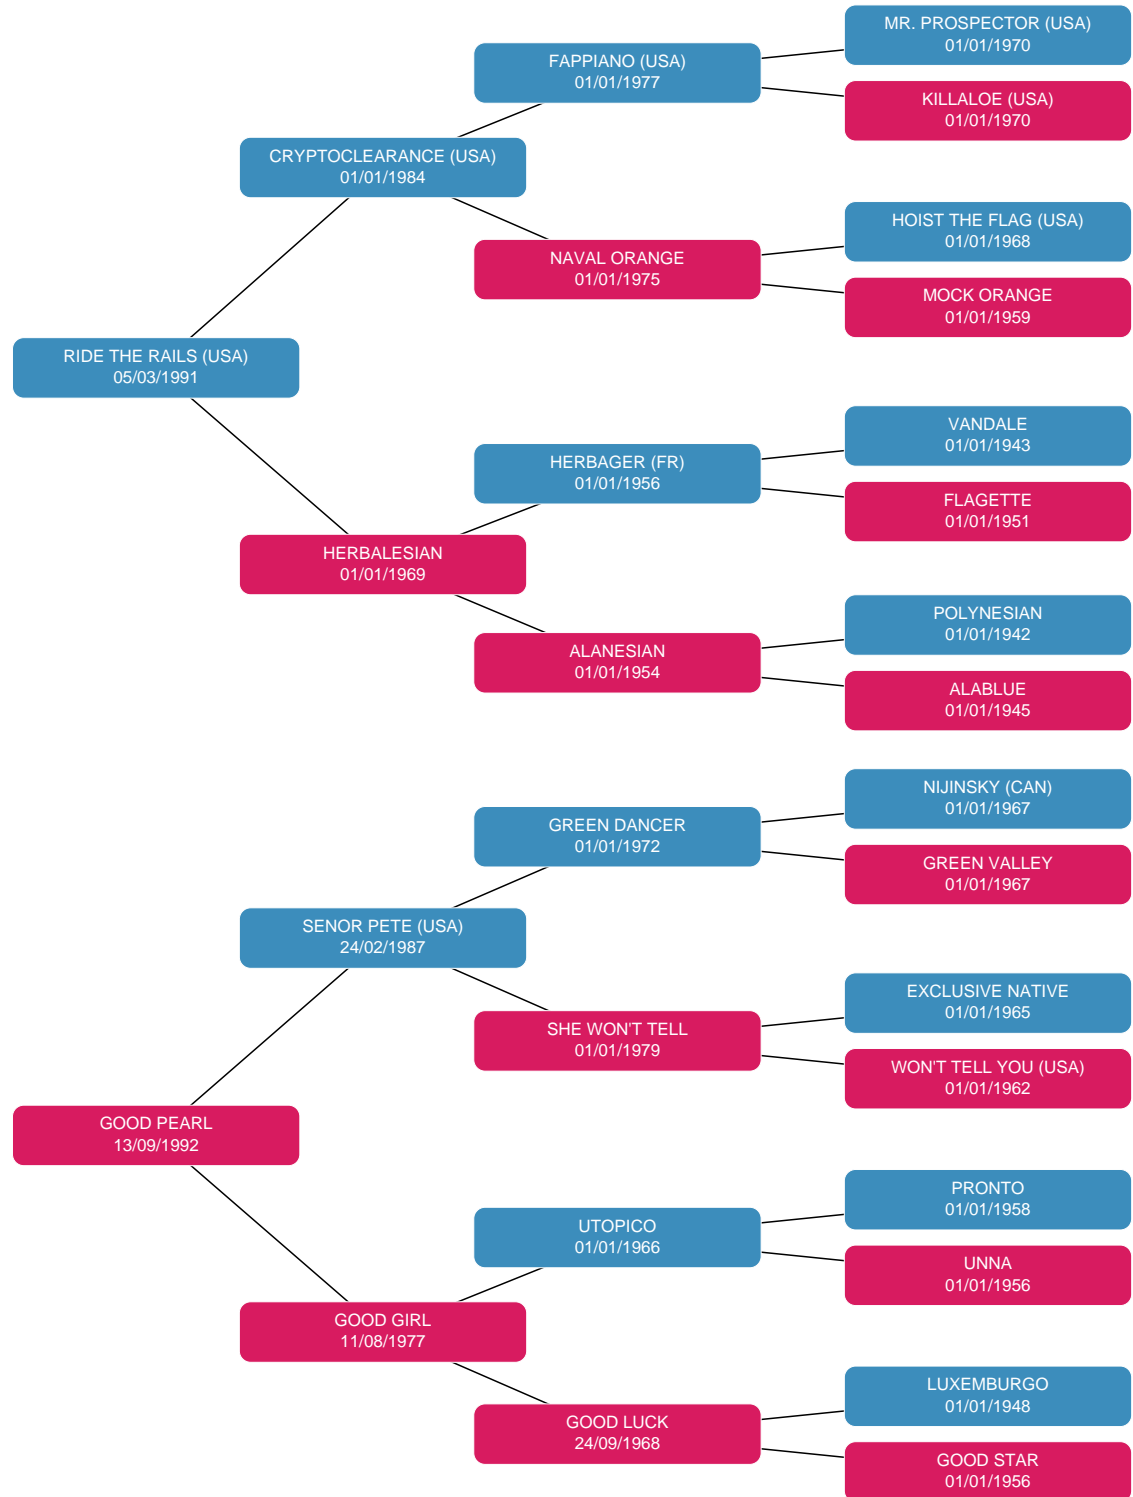 MR. PROSPECTOR (USA)
01/01/1970
FAPPIANO (USA)
01/01/1977
KILLALOE (USA)
01/01/1970
CRYPTOCLEARANCE (USA)
01/01/1984
HOIST THE FLAG (USA)
01/01/1968
NAVAL ORANGE
01/01/1975
MOCK ORANGE
01/01/1959
RIDE THE RAILS (USA)
05/03/1991
VANDALE
01/01/1943
HERBAGER (FR)
01/01/1956
FLAGETTE
01/01/1951
HERBALESIAN
01/01/1969
POLYNESIAN
01/01/1942
ALANESIAN
01/01/1954
ALABLUE
01/01/1945
NIJINSKY (CAN)
01/01/1967
GREEN DANCER
01/01/1972
GREEN VALLEY
01/01/1967
SENOR PETE (USA)
24/02/1987
EXCLUSIVE NATIVE
01/01/1965
SHE WON'T TELL
01/01/1979
WON'T TELL YOU (USA)
01/01/1962
GOOD PEARL
13/09/1992
PRONTO
01/01/1958
UTOPICO
01/01/1966
UNNA
01/01/1956
GOOD GIRL
11/08/1977
LUXEMBURGO
01/01/1948
GOOD LUCK
24/09/1968
GOOD STAR
01/01/1956